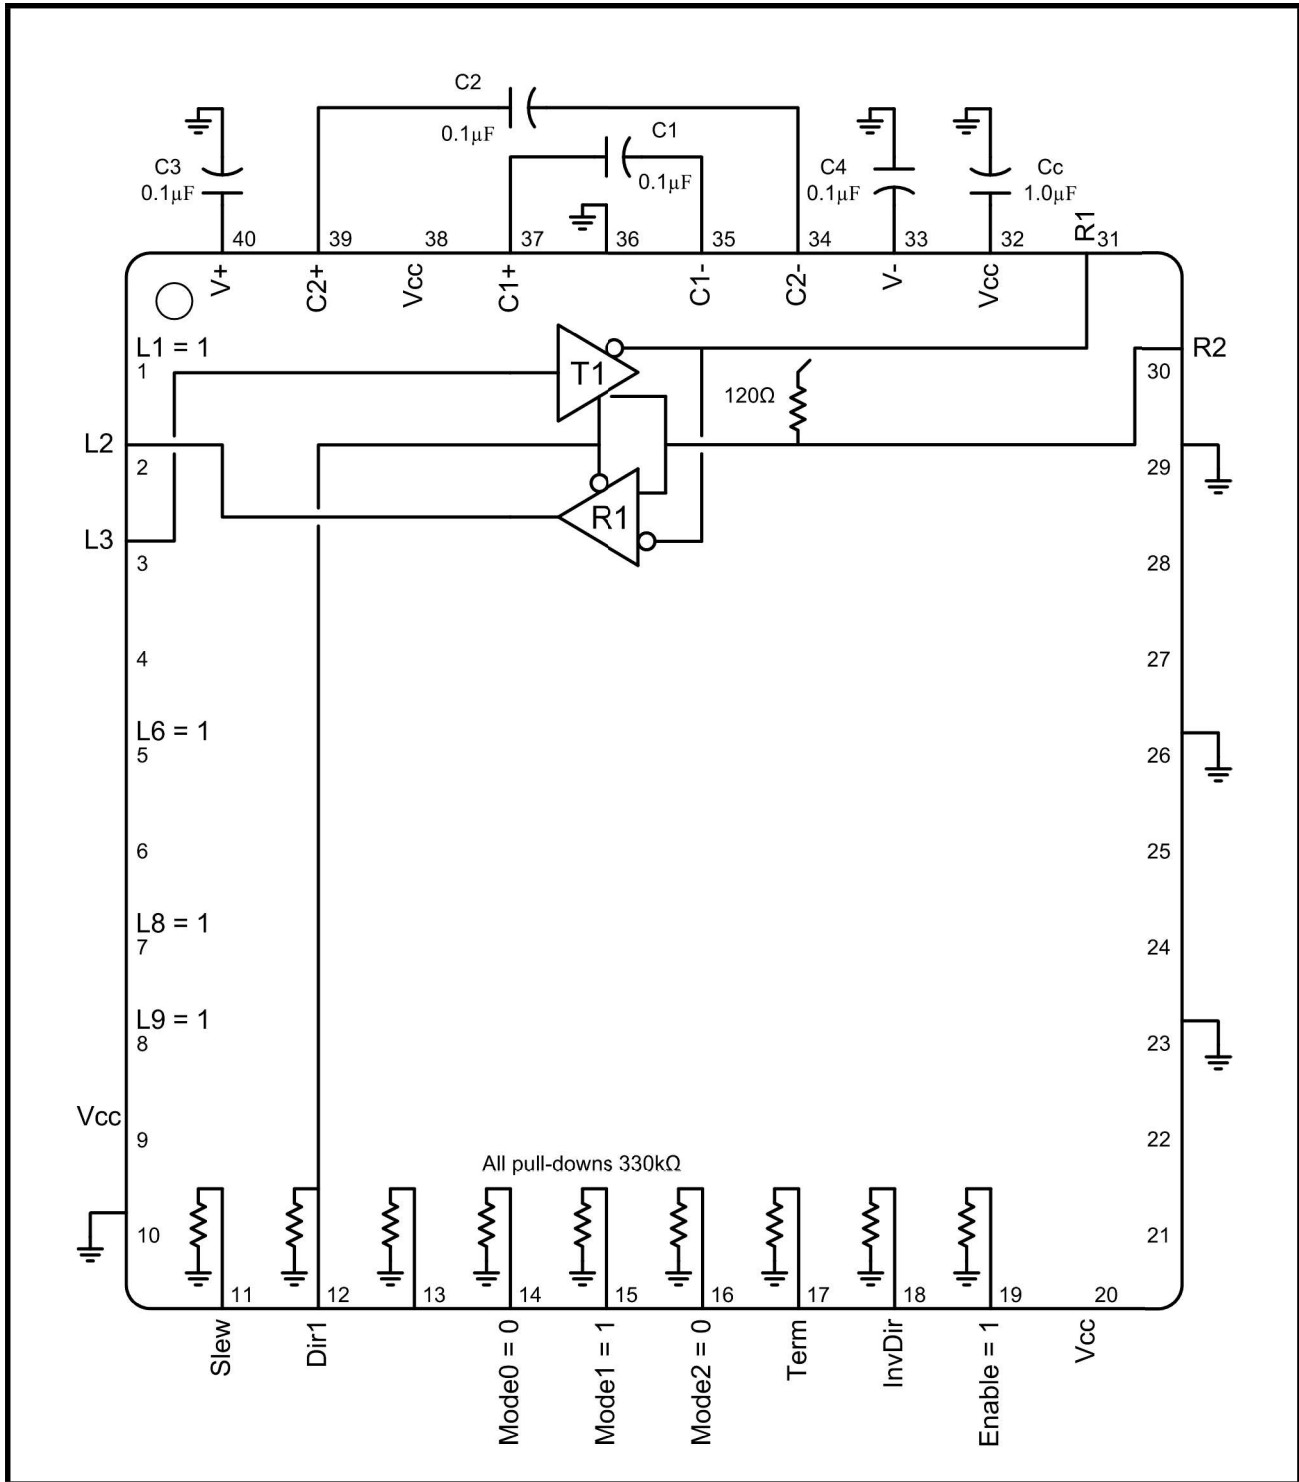 C2
0.1µF
C1
0.1µF
C3
0.1µF
C4
0.1µF
Cc
1.0µF
40
39
38
37
36
35
34
33
32
R1
31
V+
C2+
Vcc
C1+
C1-
C2-
V-
Vcc
L1 = 1
1
T1
120Ω
30
R2
L2
2
29
R1
L3
3
28
4
27
L6 = 1
5
26
6
25
L8 = 1
7
24
L9 = 1
8
23
Vcc
9
22
All pull-downs 330kΩ
10
21
11
12
13
14
15
16
17
18
19
20
Slew
Dir1
Mode0 = 0
Mode1 = 1
Mode2 = 0
Term
InvDir
Enable = 1
Vcc